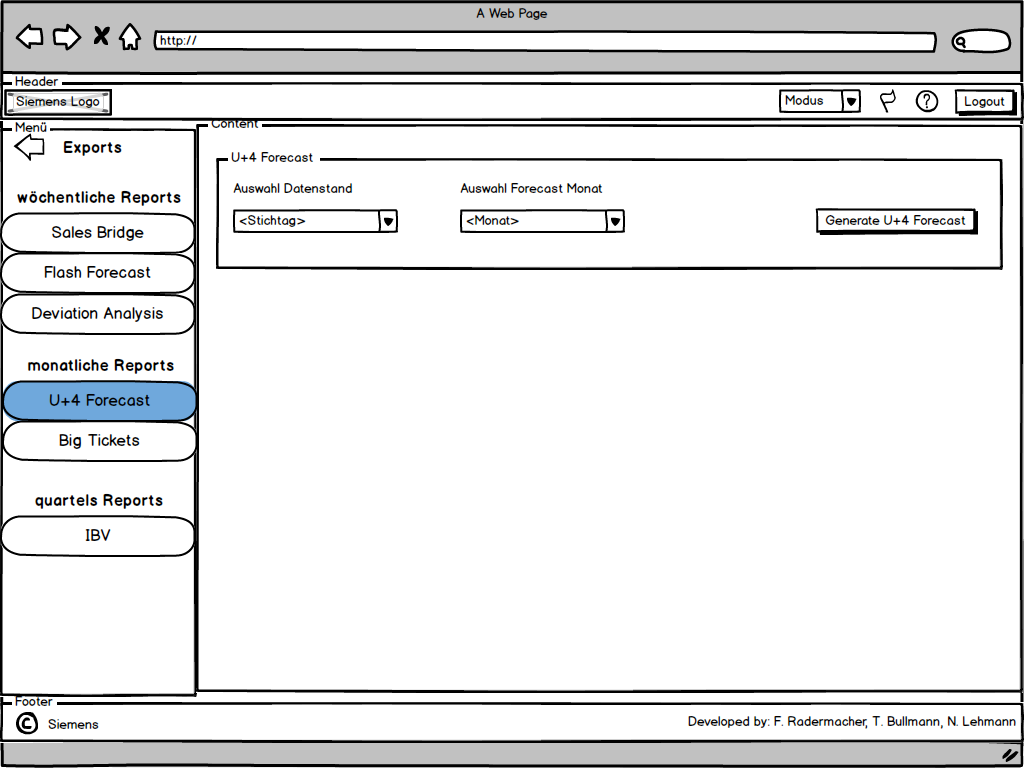 A Web Page
http://
Header
Siemens Logo
Modus
?
Logout
Menü
Exports
wöchentliche Reports
Sales Bridge
Flash Forecast
Deviation Analysis
monatliche Reports
U+4 Forecast
Big Tickets
quartels Reports
IBV
Content
U+4 Forecast
Auswahl Datenstand
Auswahl Forecast Monat
<Stichtag>
<Monat>
Generate U+4 Forecast
Footer
© Siemens
Developed by: F. Radermacher, T. Bullmann, N. Lehmann